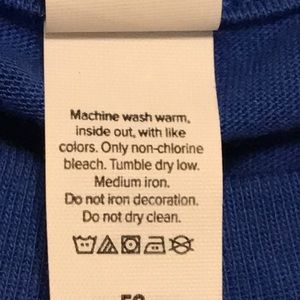 Machine wash warm,
inside out, with like
colors. Only non-chlorine
bleach. Tumble dry low.
Medium iron.
Do not iron decoration.
Do not dry clean.